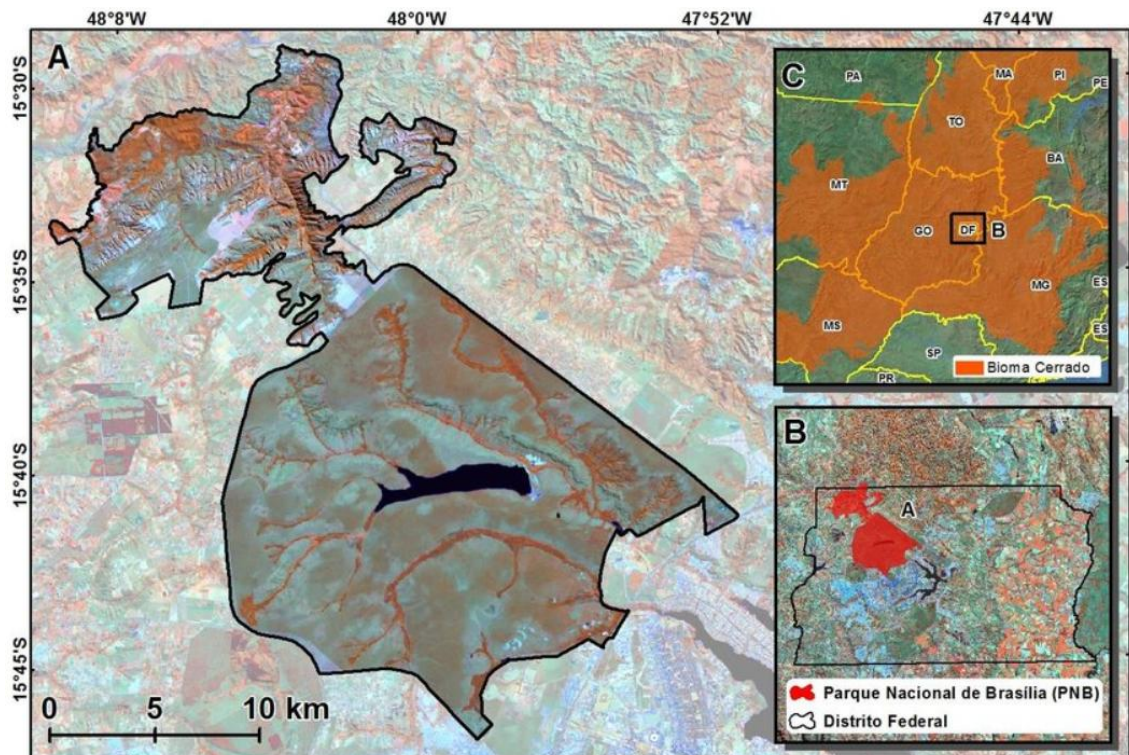 48°8'W 48°0'W 47°52'W 47°44'W
A
15°30'S
15°35'S
15°40'S
15°45'S
0 5 10 km
C
PA
MA
PI
PE
TO
BA
MT
GO
DF
B
MG
ES
MS
ES
SP
PR
Bioma Cerrado
B
A
Parque Nacional de Brasília (PNB)
Distrito Federal